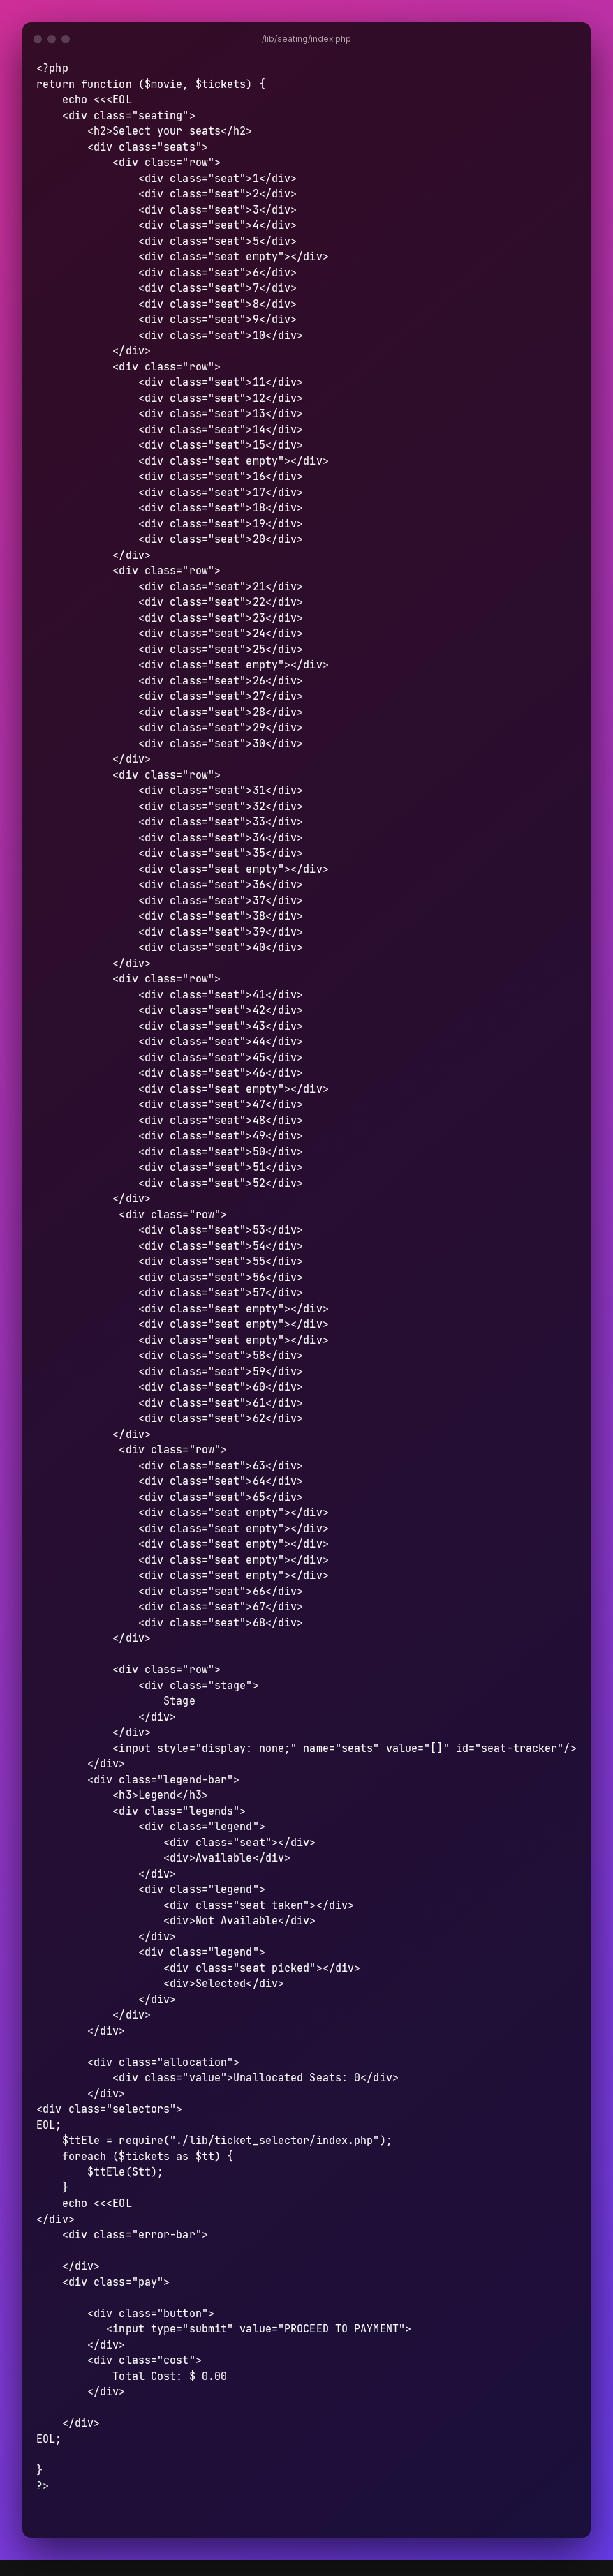 /lib/seating/index.php
<?php
return function ($movie, $tickets) {
    echo <<<EOL
    <div class="seating">
        <h2>Select your seats</h2>
        <div class="seats">
            <div class="row">
                <div class="seat">1</div>
                <div class="seat">2</div>
                <div class="seat">3</div>
                <div class="seat">4</div>
                <div class="seat">5</div>
                <div class="seat empty"></div>
                <div class="seat">6</div>
                <div class="seat">7</div>
                <div class="seat">8</div>
                <div class="seat">9</div>
                <div class="seat">10</div>
            </div>
            <div class="row">
                <div class="seat">11</div>
                <div class="seat">12</div>
                <div class="seat">13</div>
                <div class="seat">14</div>
                <div class="seat">15</div>
                <div class="seat empty"></div>
                <div class="seat">16</div>
                <div class="seat">17</div>
                <div class="seat">18</div>
                <div class="seat">19</div>
                <div class="seat">20</div>
            </div>
            <div class="row">
                <div class="seat">21</div>
                <div class="seat">22</div>
                <div class="seat">23</div>
                <div class="seat">24</div>
                <div class="seat">25</div>
                <div class="seat empty"></div>
                <div class="seat">26</div>
                <div class="seat">27</div>
                <div class="seat">28</div>
                <div class="seat">29</div>
                <div class="seat">30</div>
            </div>
            <div class="row">
                <div class="seat">31</div>
                <div class="seat">32</div>
                <div class="seat">33</div>
                <div class="seat">34</div>
                <div class="seat">35</div>
                <div class="seat empty"></div>
                <div class="seat">36</div>
                <div class="seat">37</div>
                <div class="seat">38</div>
                <div class="seat">39</div>
                <div class="seat">40</div>
            </div>
            <div class="row">
                <div class="seat">41</div>
                <div class="seat">42</div>
                <div class="seat">43</div>
                <div class="seat">44</div>
                <div class="seat">45</div>
                <div class="seat">46</div>
                <div class="seat empty"></div>
                <div class="seat">47</div>
                <div class="seat">48</div>
                <div class="seat">49</div>
                <div class="seat">50</div>
                <div class="seat">51</div>
                <div class="seat">52</div>
            </div>
             <div class="row">
                <div class="seat">53</div>
                <div class="seat">54</div>
                <div class="seat">55</div>
                <div class="seat">56</div>
                <div class="seat">57</div>
                <div class="seat empty"></div>
                <div class="seat empty"></div>
                <div class="seat empty"></div>
                <div class="seat">58</div>
                <div class="seat">59</div>
                <div class="seat">60</div>
                <div class="seat">61</div>
                <div class="seat">62</div>
            </div>
             <div class="row">
                <div class="seat">63</div>
                <div class="seat">64</div>
                <div class="seat">65</div>
                <div class="seat empty"></div>
                <div class="seat empty"></div>
                <div class="seat empty"></div>
                <div class="seat empty"></div>
                <div class="seat empty"></div>
                <div class="seat">66</div>
                <div class="seat">67</div>
                <div class="seat">68</div>
            </div>

            <div class="row">
                <div class="stage">
                    Stage
                </div>
            </div>
            <input style="display: none;" name="seats" value="[]" id="seat-tracker"/>
        </div>
        <div class="legend-bar">
            <h3>Legend</h3>
            <div class="legends">
                <div class="legend">
                    <div class="seat"></div>
                    <div>Available</div>
                </div>
                <div class="legend">
                    <div class="seat taken"></div>
                    <div>Not Available</div>
                </div>
                <div class="legend">
                    <div class="seat picked"></div>
                    <div>Selected</div>
                </div>
            </div>
        </div>

        <div class="allocation">
            <div class="value">Unallocated Seats: 0</div>
        </div>
<div class="selectors">
EOL;
    $ttEle = require("./lib/ticket_selector/index.php");
    foreach ($tickets as $tt) {
        $ttEle($tt);
    }
    echo <<<EOL
</div>
    <div class="error-bar">

    </div>
    <div class="pay">

        <div class="button">
           <input type="submit" value="PROCEED TO PAYMENT">
        </div>
        <div class="cost">
            Total Cost: $ 0.00
        </div>

    </div>
EOL;

}
?>